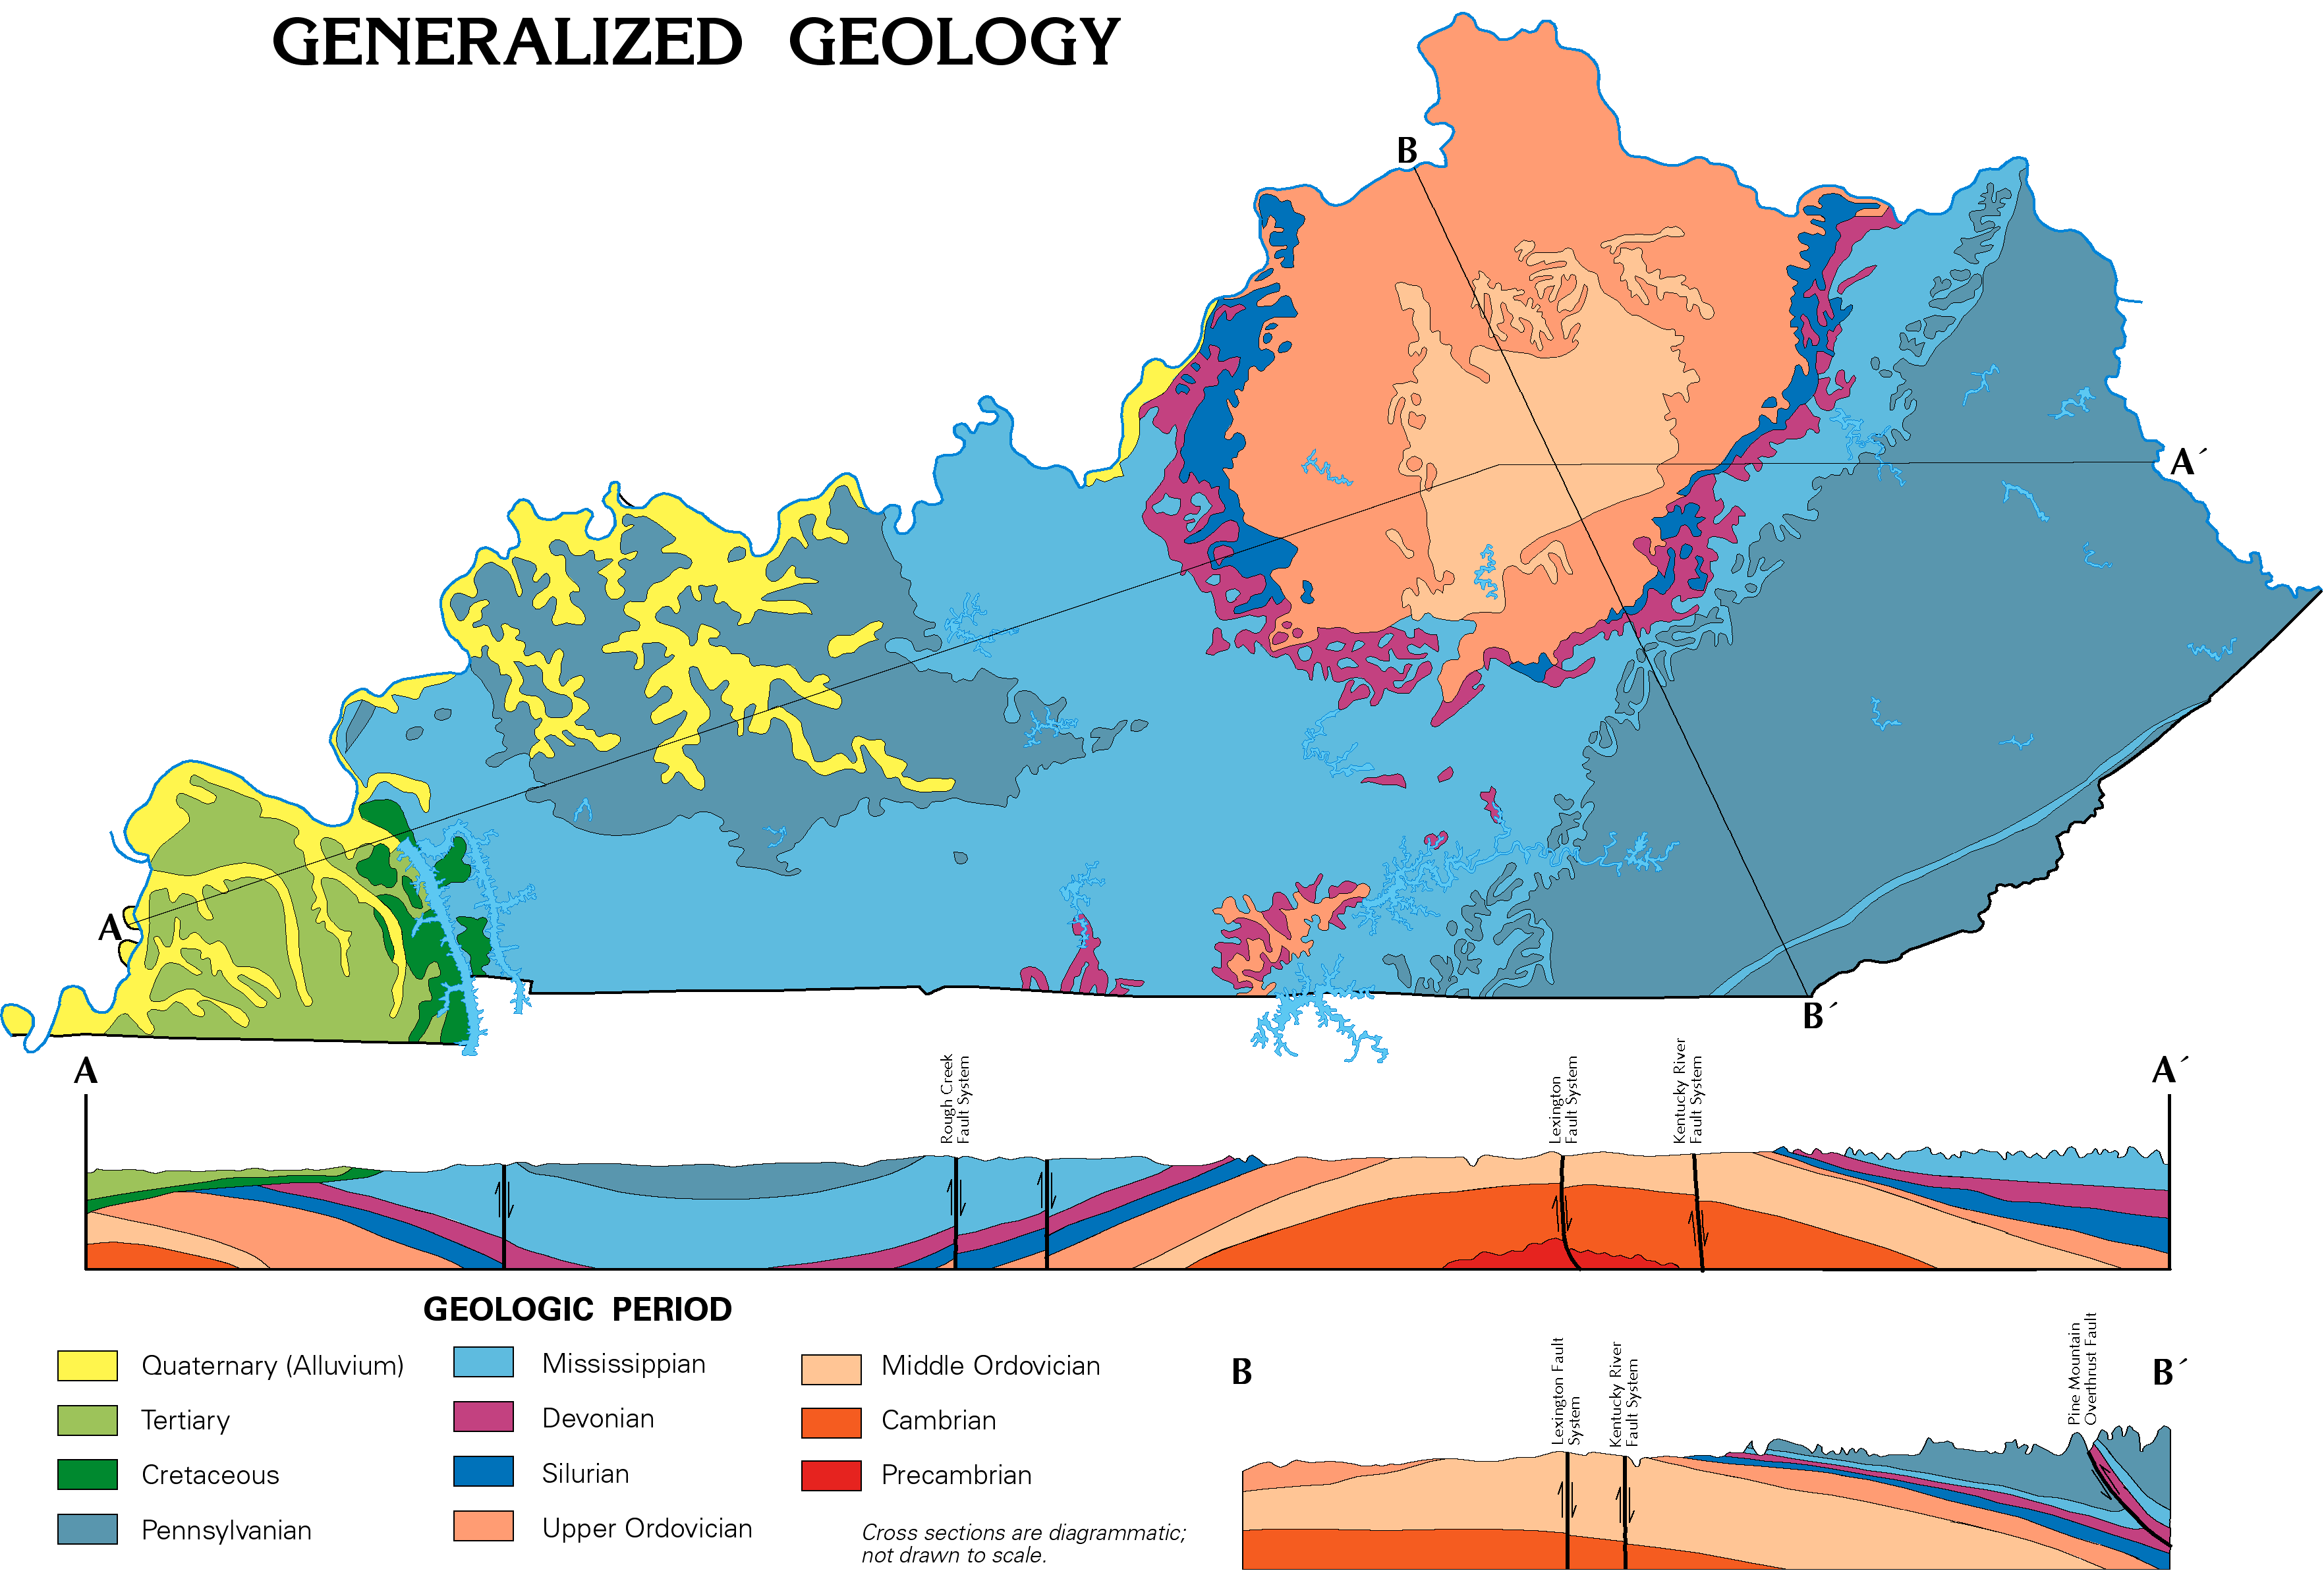 GENERALIZED GEOLOGY
B
A´
A
B´
A
A´
Rough Creek
Fault System
Lexington
Fault System
Kentucky River
Fault System
GEOLOGIC PERIOD
Quaternary (Alluvium)
Tertiary
Cretaceous
Pennsylvanian
Mississippian
Devonian
Silurian
Upper Ordovician
Middle Ordovician
Cambrian
Precambrian
Cross sections are diagrammatic;
not drawn to scale.
B
B´
Lexington Fault
System
Kentucky River
Fault System
Pine Mountain
Overthrust Fault